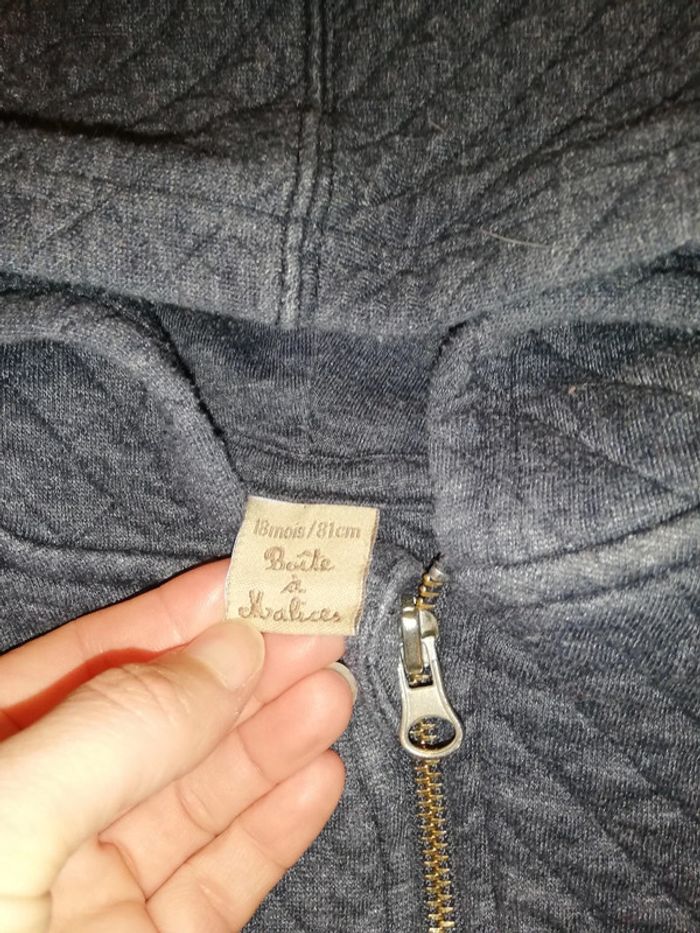 18mois/81cm
Boîte
à
Malices